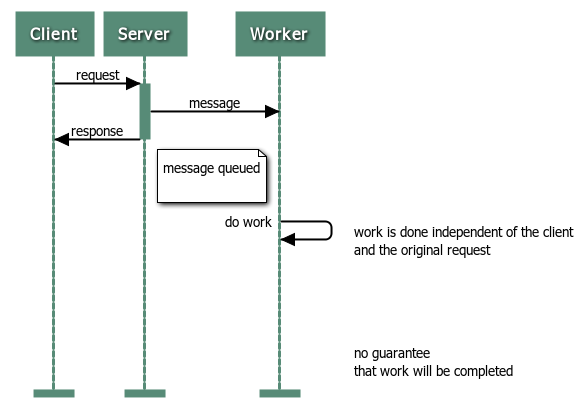 Client
Server
Worker
request
message
response
message queued
do work
work is done independent of the client
and the original request
no guarantee
that work will be completed